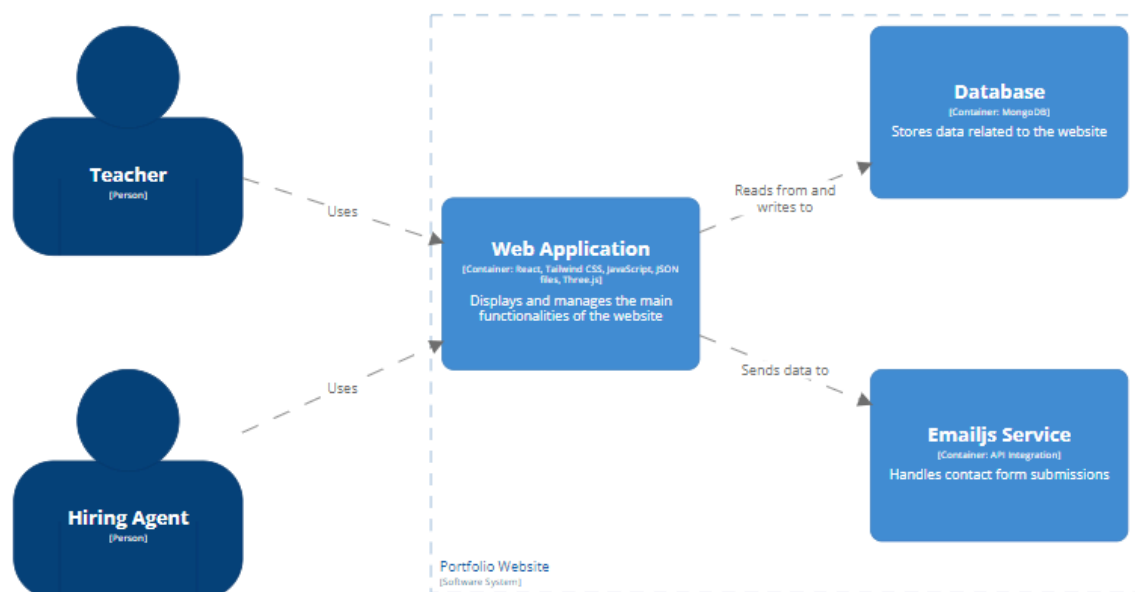 Teacher
[Person]
Uses
Hiring Agent
[Person]
Uses
Web Application
[Container: React, Tailwind CSS, JavaScript, JSON
files, Three.js]
Displays and manages the main
functionalities of the website
Reads from and
writes to
Sends data to
Database
[Container: MongoDB]
Stores data related to the website
Emailjs Service
[Container: API Integration]
Handles contact form submissions
Portfolio Website
[Software System]